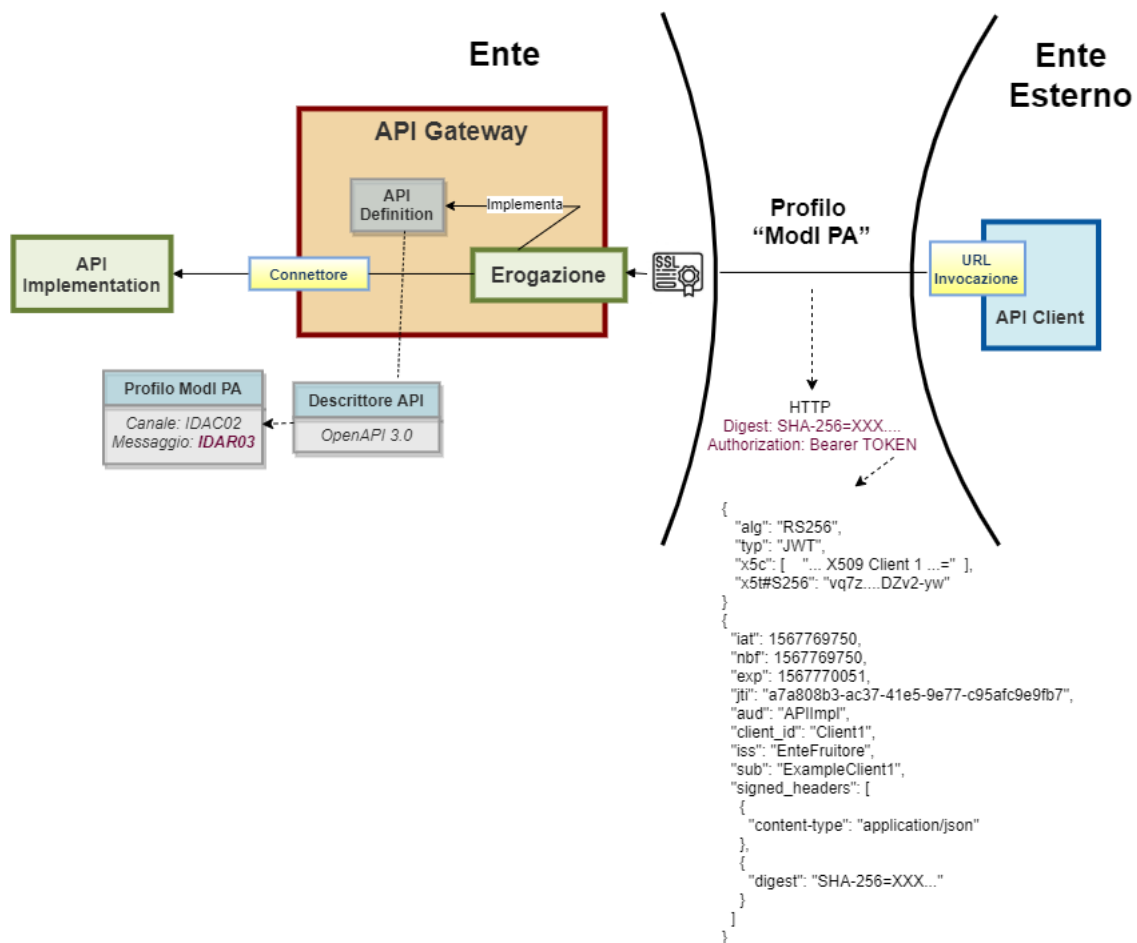 Ente
Ente
Esterno
API Gateway
API
Definition
Implementa
Profilo
“ModI PA”
API
Implementation
Connettore
Erogazione
SSL
URL
Invocazione
API Client
Profilo ModI PA
Canale: IDAC02
Messaggio: IDAR03
Descrittore API
OpenAPI 3.0
HTTP
Digest: SHA-256=XXX....
Authorization: Bearer TOKEN
{
"alg": "RS256",
"typ": "JWT",
"x5c": [ "... X509 Client 1 ...=" ],
"x5t#S256": "vq7z....DZv2-yw"
}
{
"iat": 1567769750,
"nbf": 1567769750,
"exp": 1567770051,
"jti": "a7a808b3-ac37-41e5-9e77-c95afc9e9fb7",
"aud": "APIImpl",
"client_id": "Client1",
"iss": "EnteFruitore",
"sub": "ExampleClient1",
"signed_headers": [
{
"content-type": "application/json"
},
{
"digest": "SHA-256=XXX..."
}
]
}